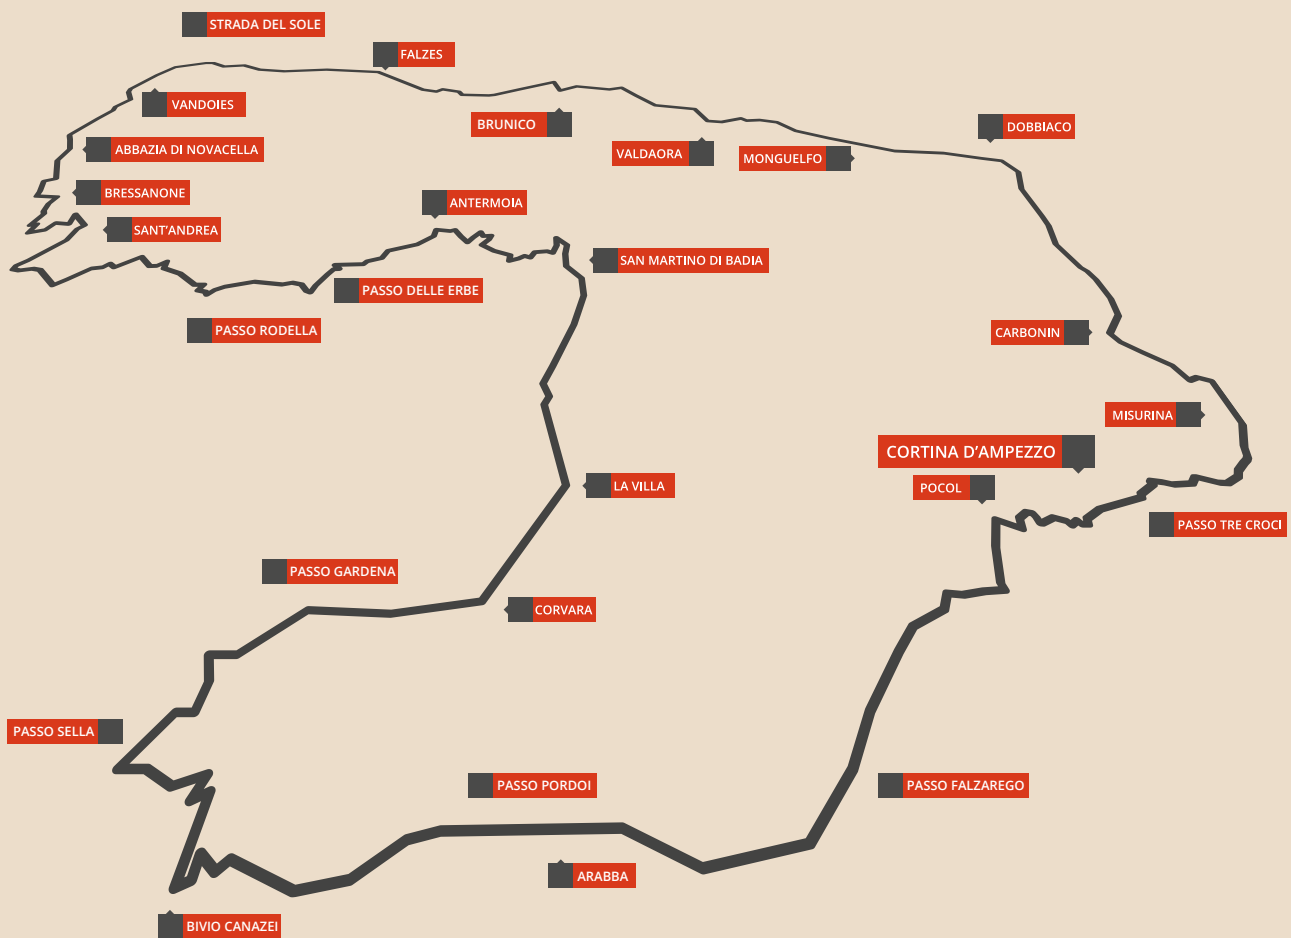 STRADA DEL SOLE
FALZES
VANDOIES
BRUNICO
DOBBIACO
ABBAZIA DI NOVACELLA
VALDAORA
MONGUELFO
BRESSANONE
ANTERMOIA
SANT'ANDREA
SAN MARTINO DI BADIA
PASSO DELLE ERBE
PASSO RODELLA
CARBONIN
MISURINA
CORTINA D'AMPEZZO
LA VILLA
POCOL
PASSO TRE CROCI
PASSO GARDENA
CORVARA
PASSO SELLA
PASSO PORDOI
PASSO FALZAREGO
ARABBA
BIVIO CANAZEI